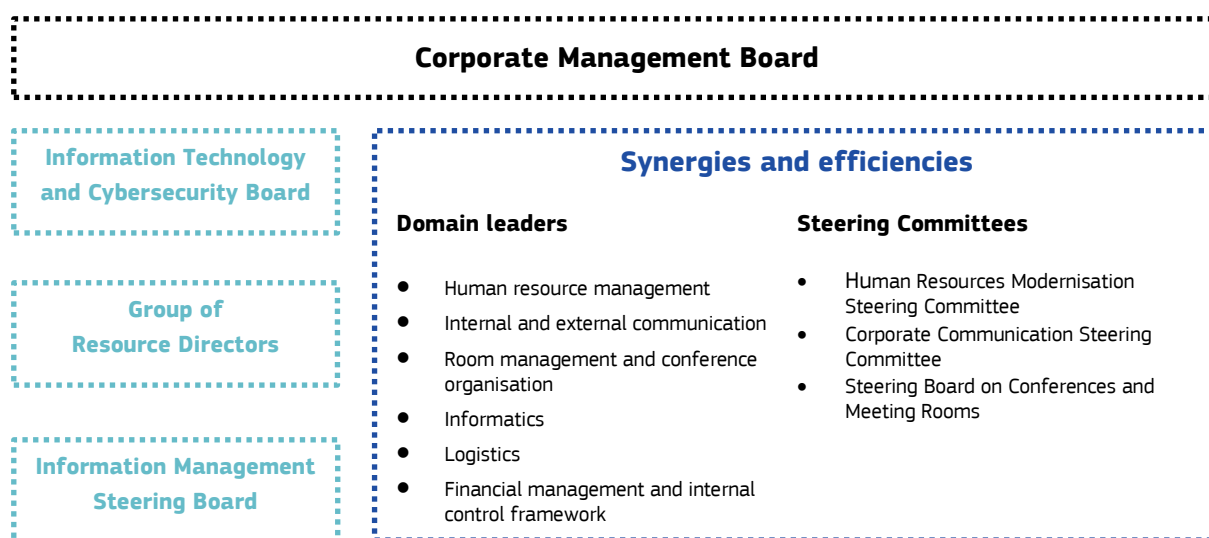 Corporate Management Board
Information Technology
and Cybersecurity Board
Group of
Resource Directors
Information Management
Steering Board
Synergies and efficiencies
Domain leaders
● Human resource management
● Internal and external communication
● Room management and conference
organisation
● Informatics
● Logistics
● Financial management and internal
control framework
Steering Committees
• Human Resources Modernisation
Steering Committee
• Corporate Communication Steering
Committee
• Steering Board on Conferences and
Meeting Rooms